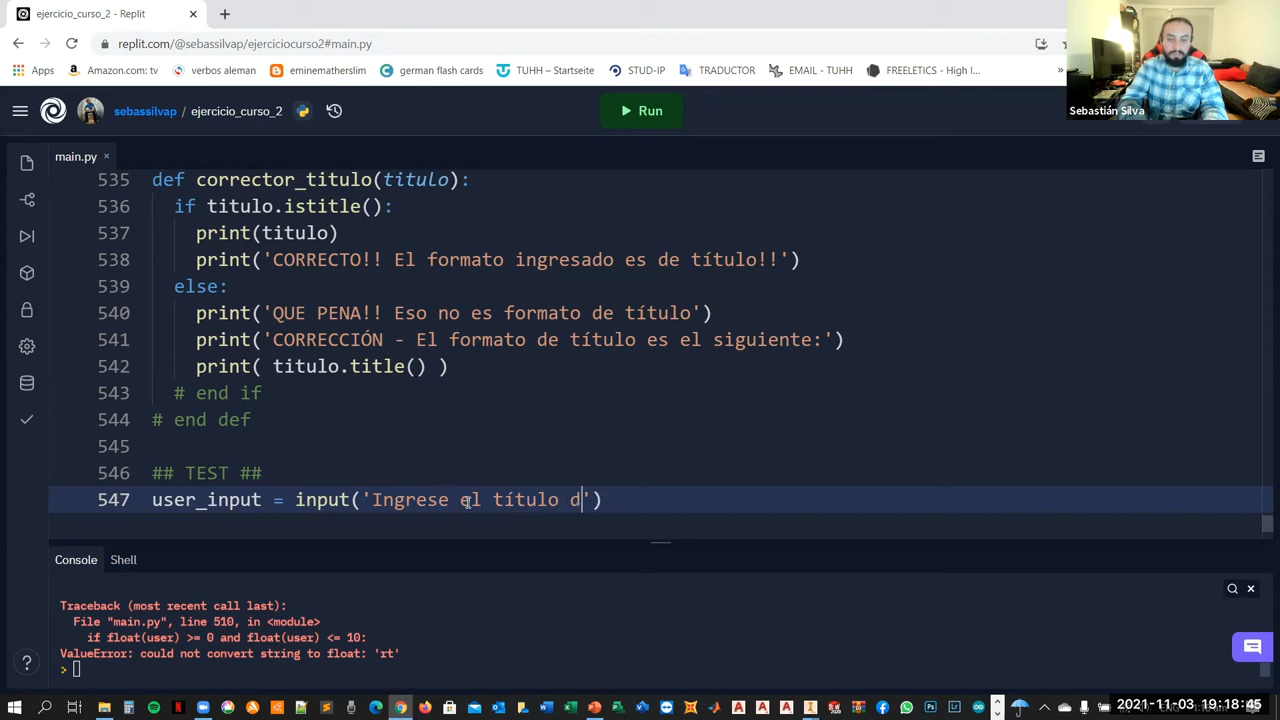 ejercicio_curso_2 - Replit
replit.com/@sebassilvap/ejerciciocurso2#main.py
Apps Amazon.com: tv verbos aleman eminematherslim german flash cards TUHH – Startseite STUD-IP TRADUCTOR EMAIL - TUHH FREELETICS - High I... »
Sebastián Silva
sebassilvap / ejercicio_curso_2 Run
main.py ×
535 def corrector_titulo(titulo):
536 if titulo.istitle():
537 print(titulo)
538 print('CORRECTO!! El formato ingresado es de título!!')
539 else:
540 print('QUE PENA!! Eso no es formato de título')
541 print('CORRECCIÓN - El formato de título es el siguiente:')
542 print( titulo.title() )
543 # end if
544 # end def
545
546 ## TEST ##
547 user_input = input('Ingrese el título d')
Console Shell
Traceback (most recent call last):
File "main.py", line 510, in <module>
if float(user) >= 0 and float(user) <= 10:
ValueError: could not convert string to float: 'rt'
>
?
2021-11-03 19:18:45